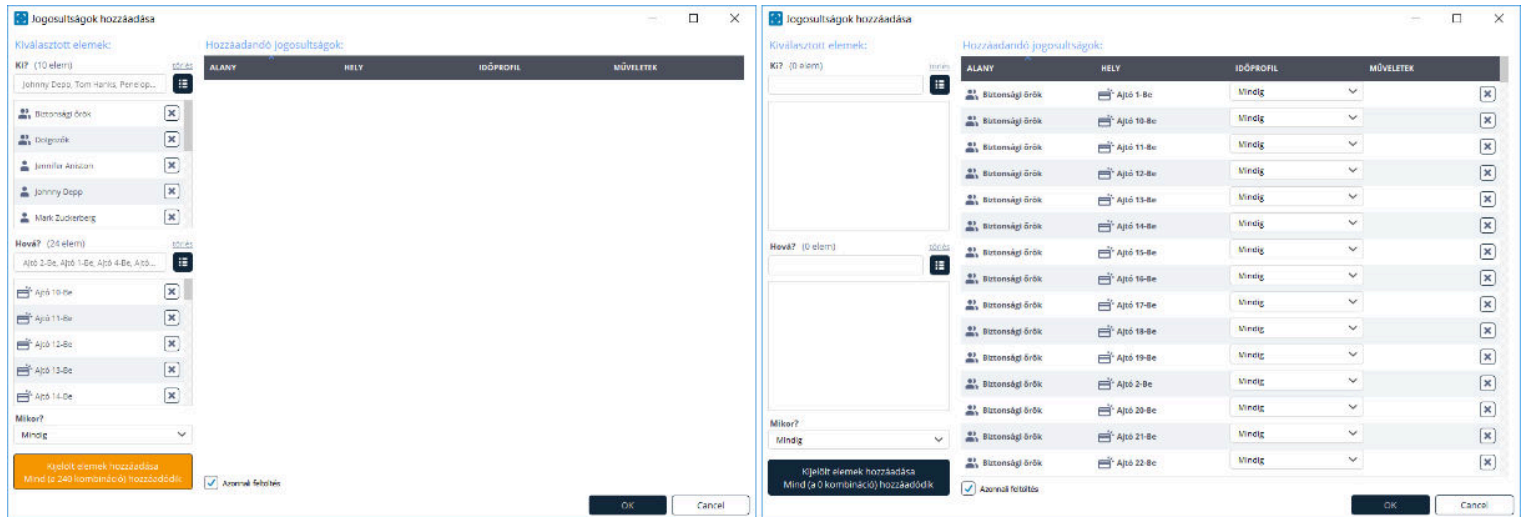 Jogosultságok hozzáadása
Kiválasztott elemek:
Hozzáadandó jogosultságok:
Ki? (10 elem) törlés
Johnny Depp, Tom Hanks, Penelop...
ALANY HELY IDŐPROFIL MŰVELETEK
Biztonsági őrök
Dolgozók
Jennifer Aniston
Johnny Depp
Mark Zuckerberg
Hová? (24 elem) törlés
Ajtó 2-Be, Ajtó 1-Be, Ajtó 4-Be, Ajtó...
Ajtó 10-Be
Ajtó 11-Be
Ajtó 12-Be
Ajtó 13-Be
Ajtó 14-Be
Mikor?
Mindig
Kijelölt elemek hozzáadása
Mind (a 240 kombináció) hozzáadódik
Azonnali feltöltés
OK Cancel
Jogosultságok hozzáadása
Kiválasztott elemek:
Hozzáadandó jogosultságok:
Ki? (0 elem) törlés
Hová? (0 elem) törlés
Mikor?
Mindig
Kijelölt elemek hozzáadása
Mind (a 0 kombináció) hozzáadódik
ALANY HELY IDŐPROFIL MŰVELETEK
Biztonsági őrök Ajtó 1-Be Mindig
Biztonsági őrök Ajtó 10-Be Mindig
Biztonsági őrök Ajtó 11-Be Mindig
Biztonsági őrök Ajtó 12-Be Mindig
Biztonsági őrök Ajtó 13-Be Mindig
Biztonsági őrök Ajtó 14-Be Mindig
Biztonsági őrök Ajtó 15-Be Mindig
Biztonsági őrök Ajtó 16-Be Mindig
Biztonsági őrök Ajtó 17-Be Mindig
Biztonsági őrök Ajtó 18-Be Mindig
Biztonsági őrök Ajtó 19-Be Mindig
Biztonsági őrök Ajtó 2-Be Mindig
Biztonsági őrök Ajtó 20-Be Mindig
Biztonsági őrök Ajtó 21-Be Mindig
Biztonsági őrök Ajtó 22-Be Mindig
Azonnali feltöltés
OK Cancel